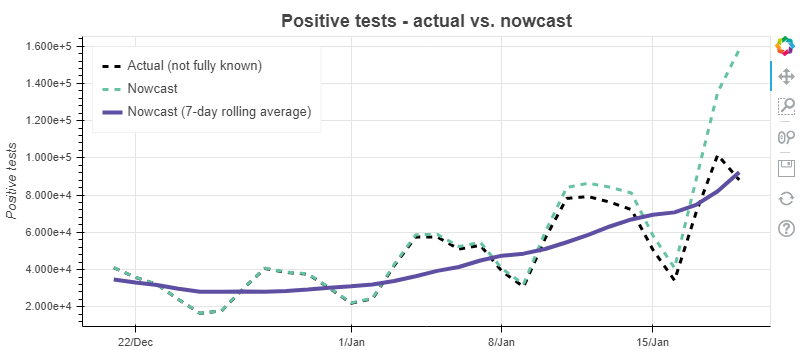 Positive tests - actual vs. nowcast
Actual (not fully known)
Nowcast
Nowcast (7-day rolling average)
Positive tests
1.600e+5
1.400e+5
1.200e+5
1.000e+5
8.000e+4
6.000e+4
4.000e+4
2.000e+4
22/Dec
1/Jan
8/Jan
15/Jan